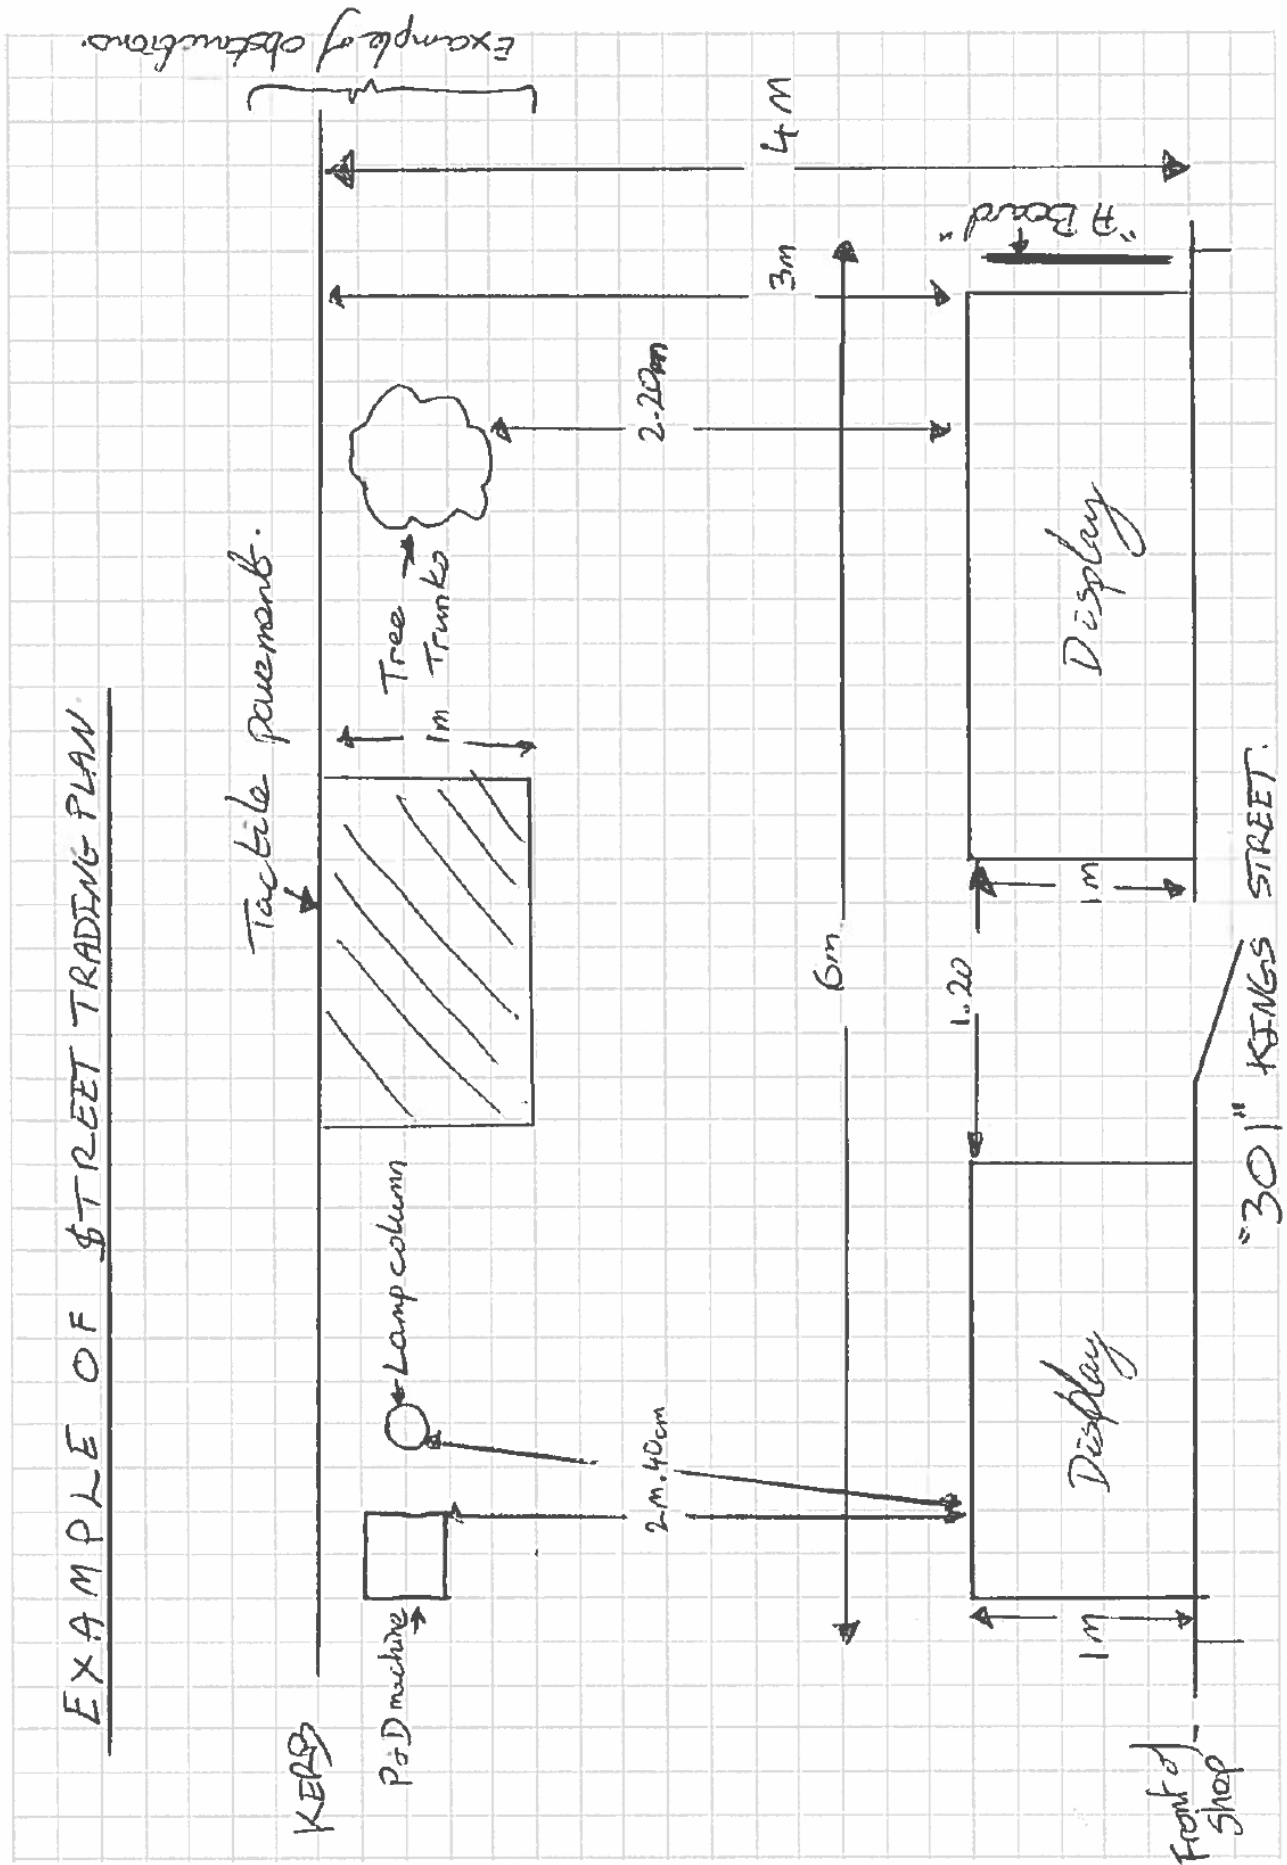 EXAMPLE OF STREET TRADING PLAN.
Example of obstructions.
Tactile pavement.
KERB
P&D machine
Lamp column
1m
Tree
Trunks
2.20m
3m
4 M
2m.40cm
6m.
1.20
"A Board"
1m
Display
1m
Display
Front of
Shop
"301" KINGS STREET.